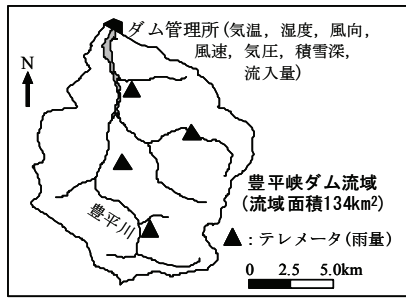 ダム管理所(気温，湿度，風向，
風速，気圧，積雪深，
流入量)
N
豊平峡ダム流域
(流域面積134km²)
豊平川
▲：テレメータ(雨量)
0 2.5 5.0km